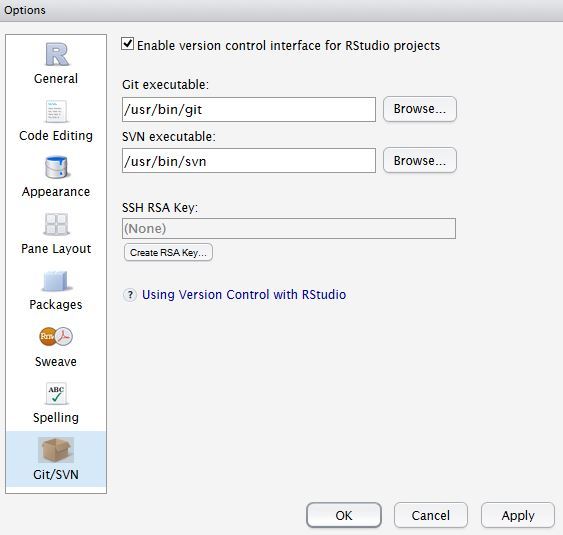 Options
General
Code Editing
Appearance
Pane Layout
Packages
Rnw
Sweave
ABC
Spelling
Git/SVN
Enable version control interface for RStudio projects
Git executable:
/usr/bin/git
Browse...
SVN executable:
/usr/bin/svn
Browse...
SSH RSA Key:
(None)
Create RSA Key...
? Using Version Control with RStudio
OK
Cancel
Apply